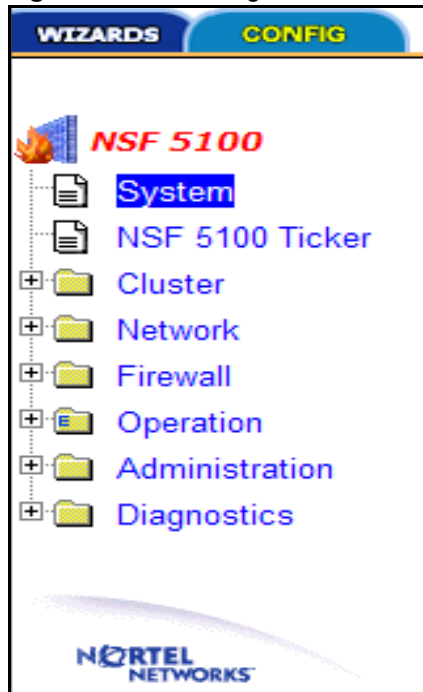 WIZARDS CONFIG
NSF 5100
System
NSF 5100 Ticker
Cluster
Network
Firewall
E Operation
Administration
Diagnostics
NORTEL
NETWORKS